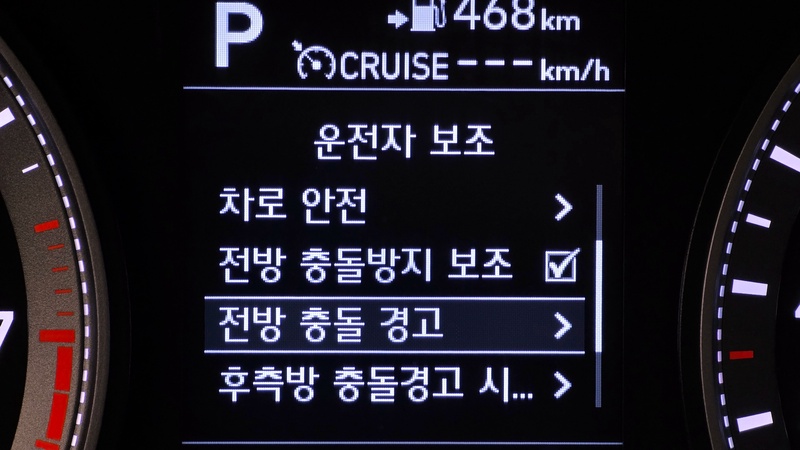 P
468 km
CRUISE --- km/h
운전자 보조
차로 안전
전방 충돌방지 보조
전방 충돌 경고
후측방 충돌경고 시...